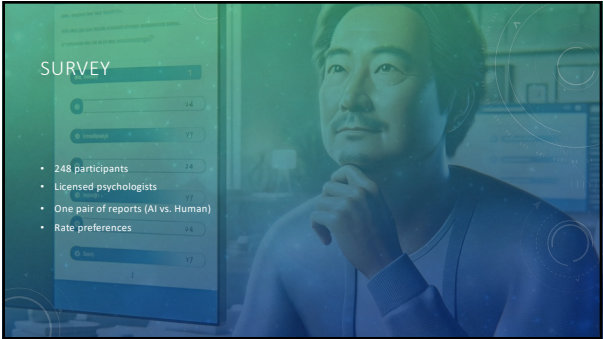 SURVEY
• 248 participants
• Licensed psychologists
• One pair of reports (AI vs. Human)
• Rate preferences